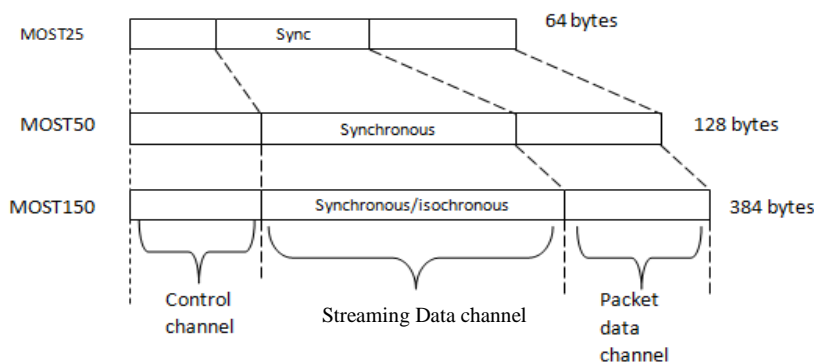 MOST25
Sync
64 bytes
MOST50
Synchronous
128 bytes
MOST150
Synchronous/isochronous
384 bytes
Control
channel
Streaming Data channel
Packet
data
channel